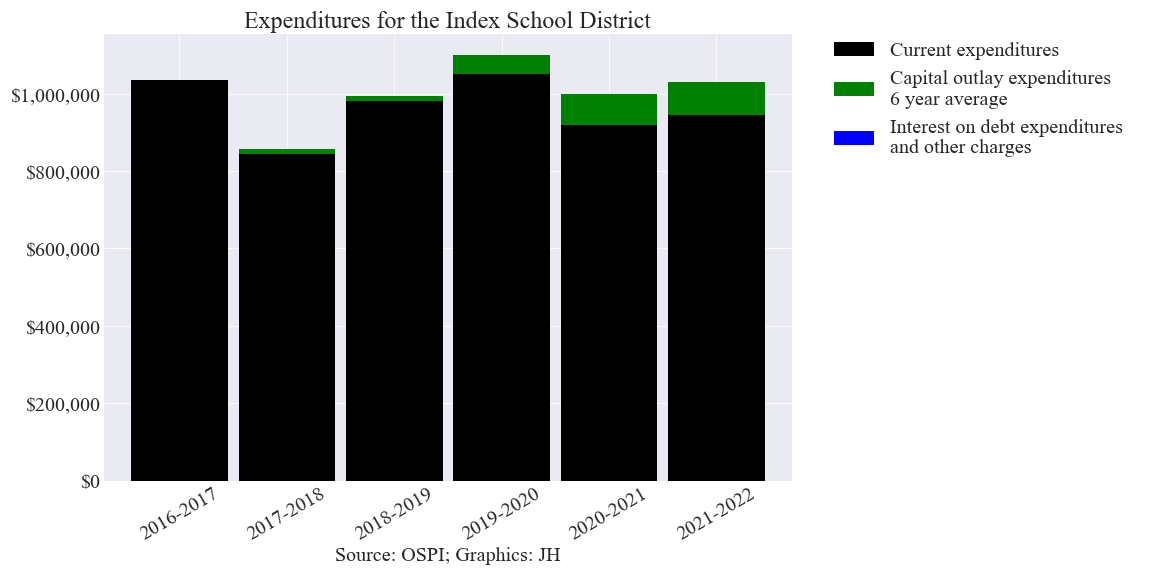 Expenditures for the Index School District
Current expenditures
Capital outlay expenditures
6 year average
Interest on debt expenditures
and other charges
$1,000,000
$800,000
$600,000
$400,000
$200,000
$0
2016-2017
2017-2018
2018-2019
2019-2020
2020-2021
2021-2022
Source: OSPI; Graphics: JH